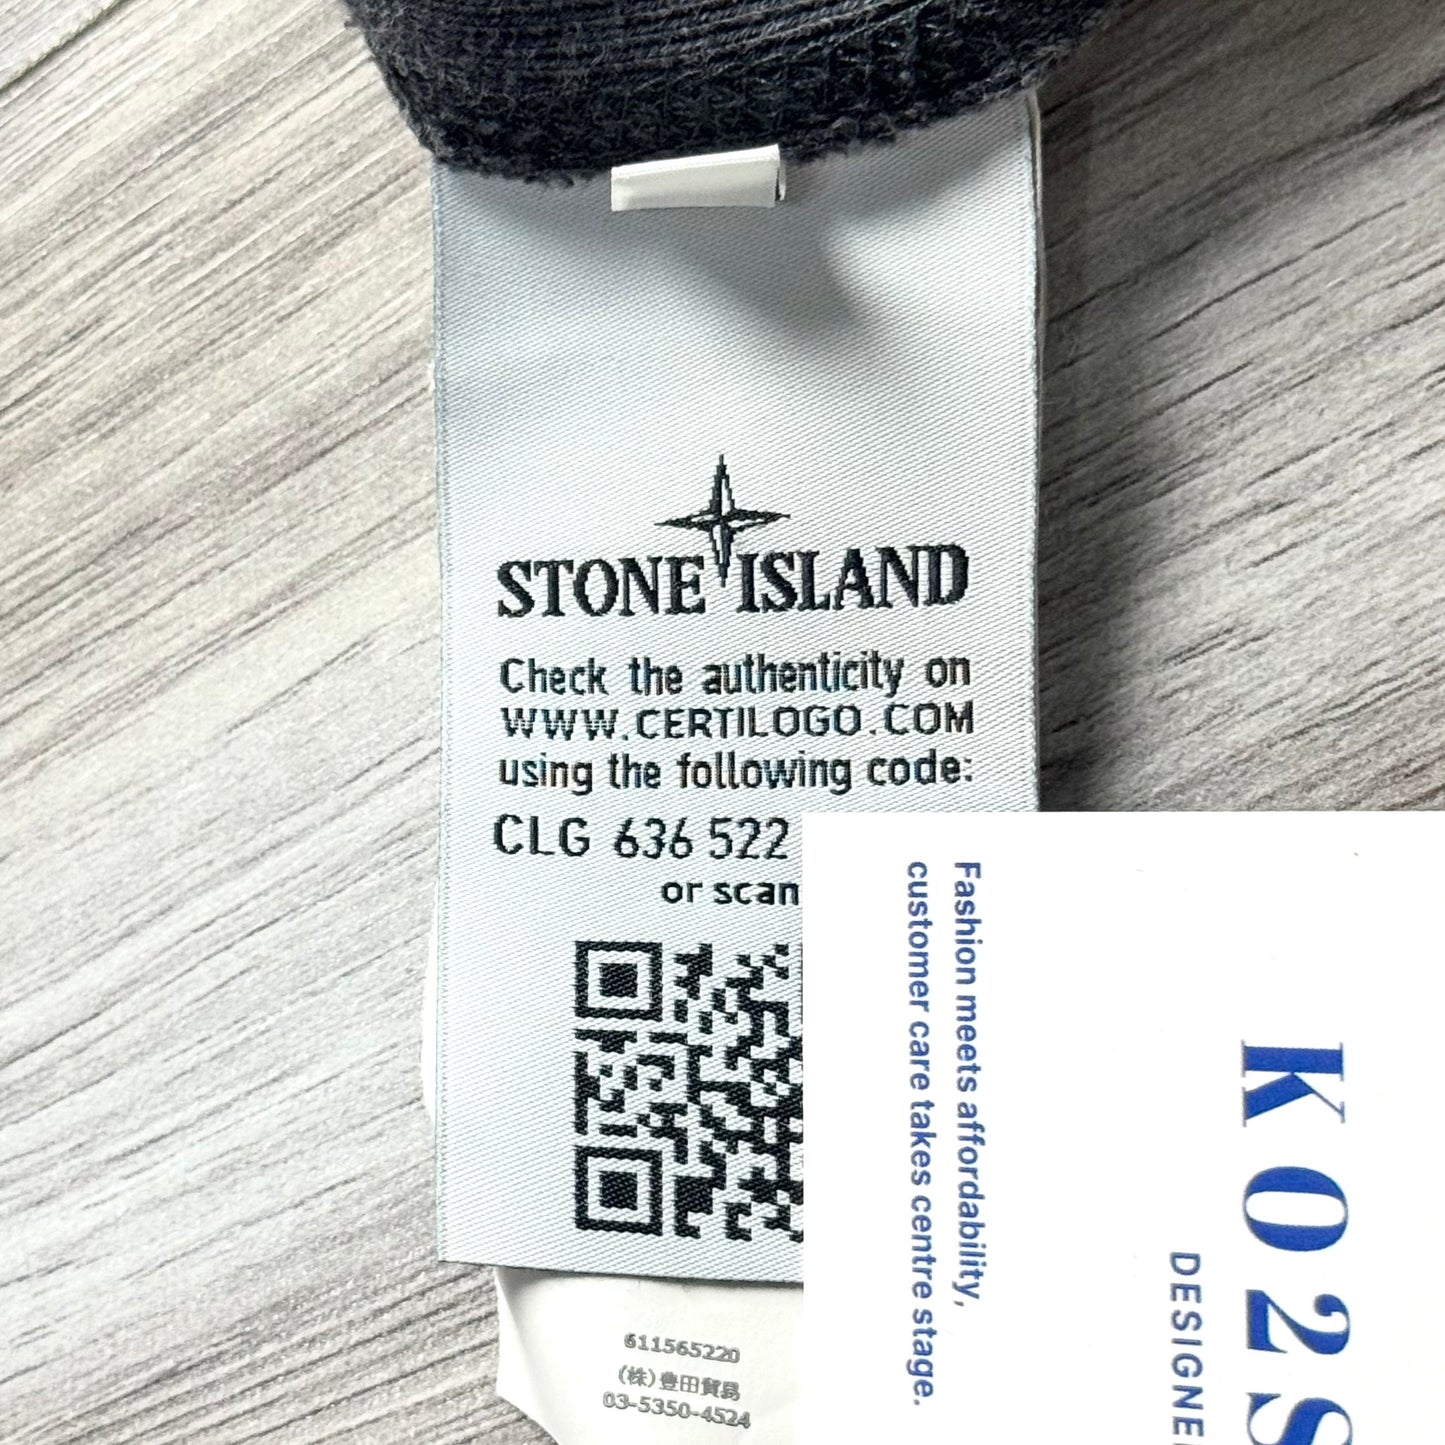 STONE ISLAND
Check the authenticity on
WWW.CERTILOGO.COM
using the following code:
CLG 636 522
or scan
611565220
(株)豊田貿易
03-5350-4524
Fashion meets affordability,
customer care takes centre stage.
KO2S
DESIGNE